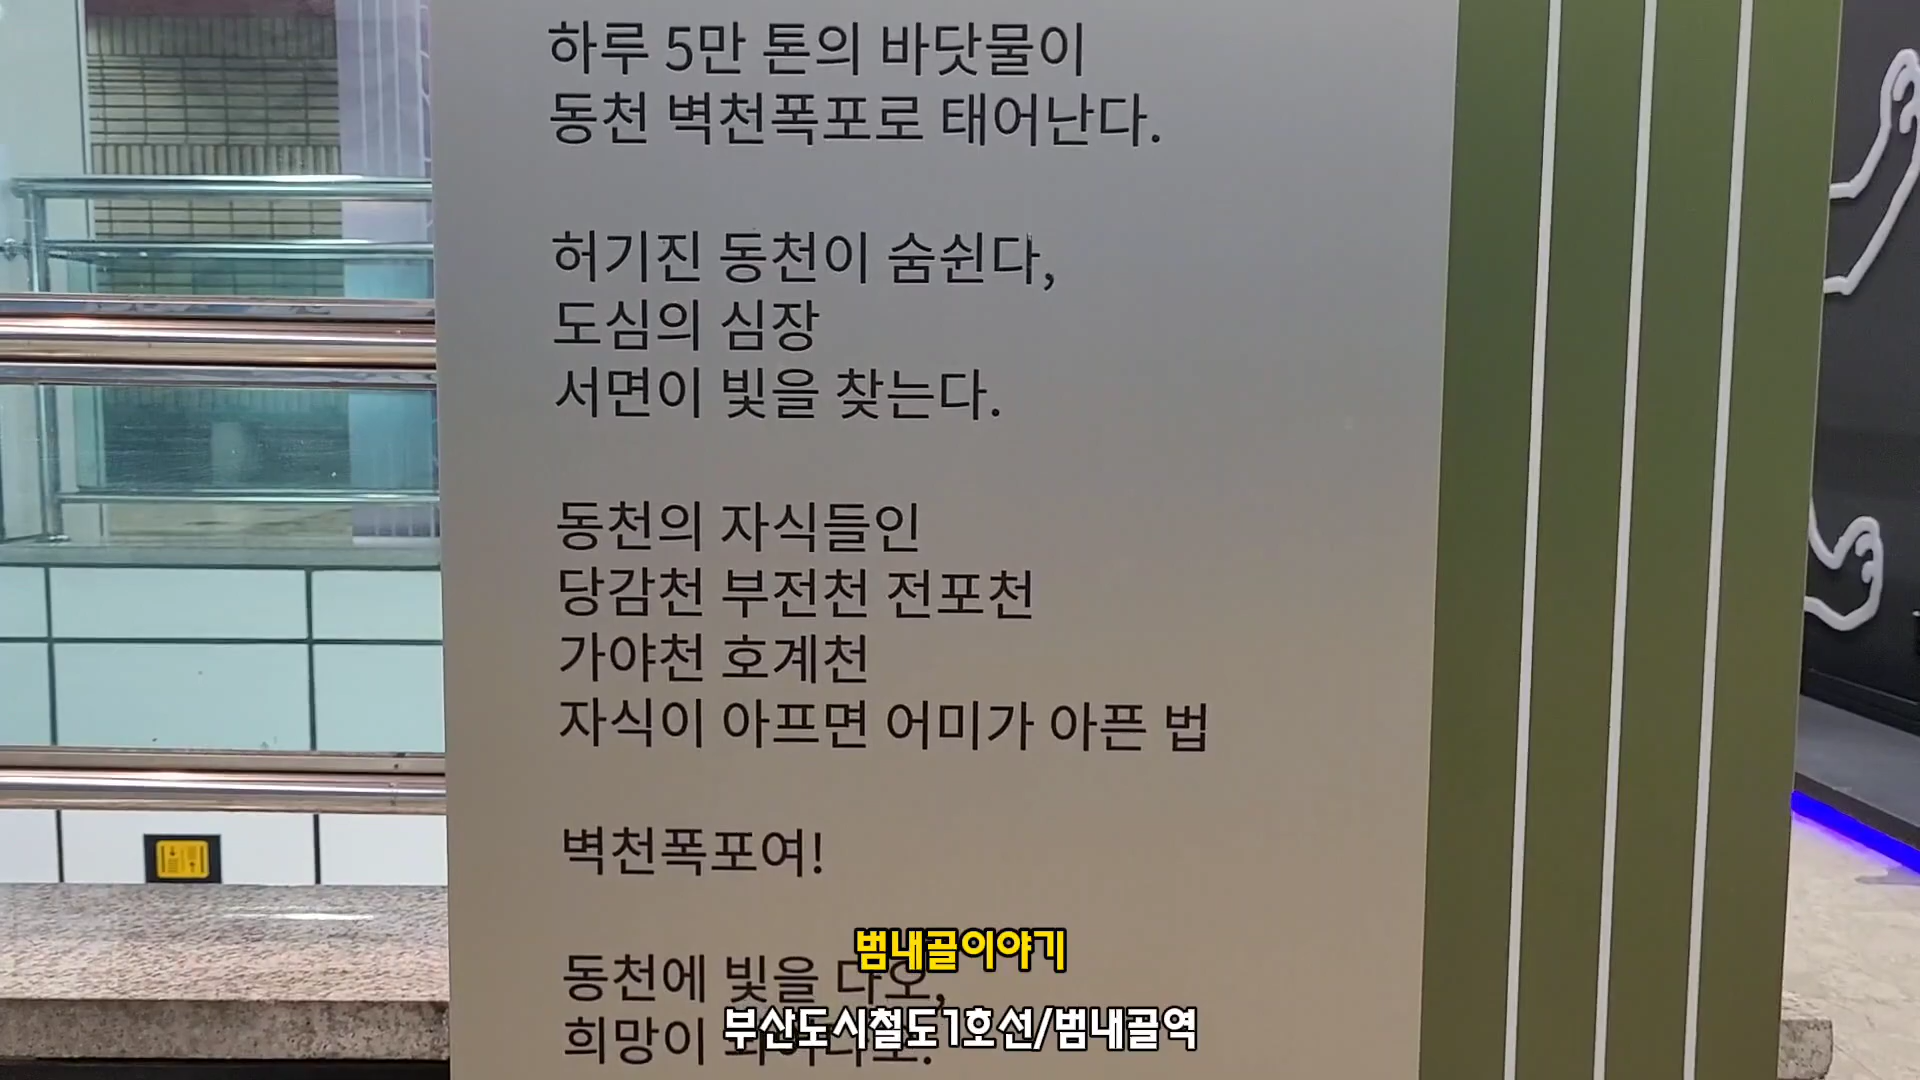 하루 5만 톤의 바닷물이
동천 벽천폭포로 태어난다.
허기진 동천이 숨쉰다,
도심의 심장
서면이 빛을 찾는다.
동천의 자식들인
당감천 부전천 전포천
가야천 호계천
자식이 아프면 어미가 아픈 법
벽천폭포여!
범내골이야기
동천에 빛을 다오,
희망이
부산도시철도1호선/범내골역